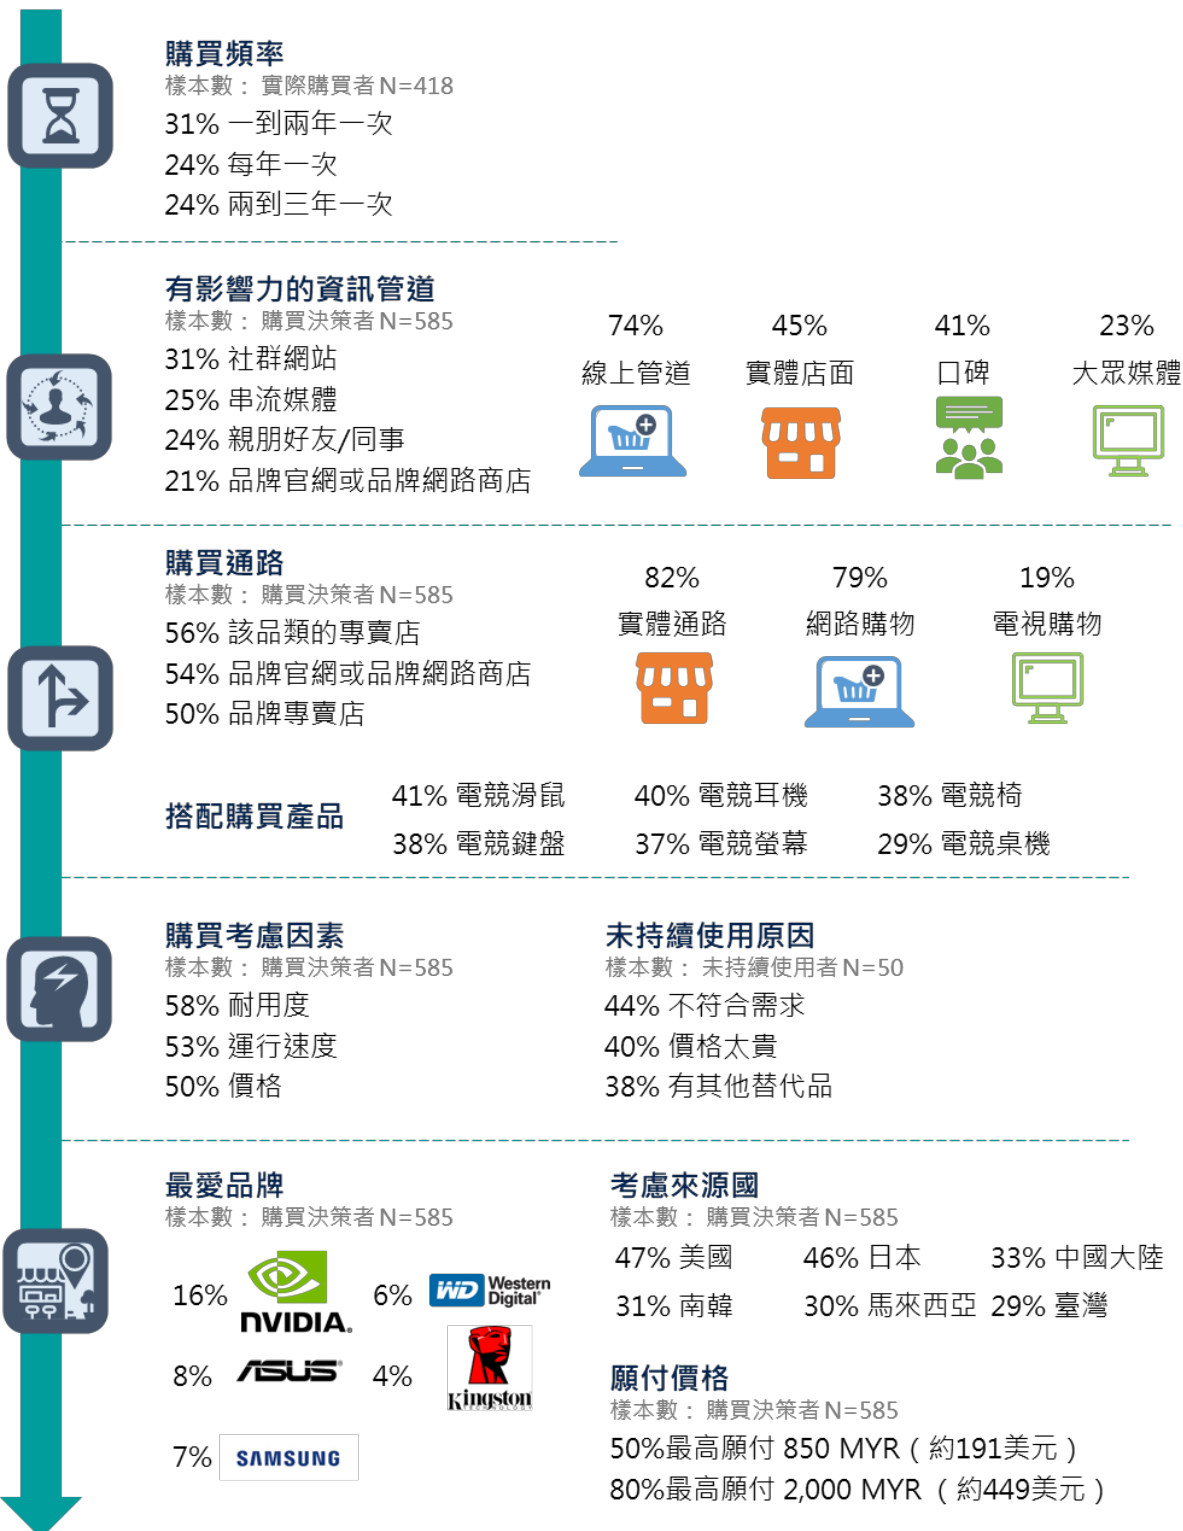 購買頻率
樣本數： 實際購買者 N=418
31% 一到兩年一次
24% 每年一次
24% 兩到三年一次
有影響力的資訊管道
樣本數： 購買決策者 N=585
31% 社群網站
25% 串流媒體
24% 親朋好友/同事
21% 品牌官網或品牌網路商店
74% 45% 41% 23%
線上管道 實體店面 口碑 大眾媒體
購買通路
樣本數： 購買決策者 N=585
56% 該品類的專賣店
54% 品牌官網或品牌網路商店
50% 品牌專賣店
82% 79% 19%
實體通路 網路購物 電視購物
搭配購買產品
41% 電競滑鼠 40% 電競耳機 38% 電競椅
38% 電競鍵盤 37% 電競螢幕 29% 電競桌機
購買考慮因素
樣本數： 購買決策者 N=585
58% 耐用度
53% 運行速度
50% 價格
未持續使用原因
樣本數： 未持續使用者 N=50
44% 不符合需求
40% 價格太貴
38% 有其他替代品
最愛品牌
樣本數： 購買決策者 N=585
16% NVIDIA.
6% WD Western Digital
8% ASUS
4% Kingston TECHNOLOGY
7% SAMSUNG
考慮來源國
樣本數： 購買決策者 N=585
47% 美國 46% 日本 33% 中國大陸
31% 南韓 30% 馬來西亞 29% 臺灣
願付價格
樣本數： 購買決策者 N=585
50%最高願付 850 MYR（約191美元）
80%最高願付 2,000 MYR （約449美元）